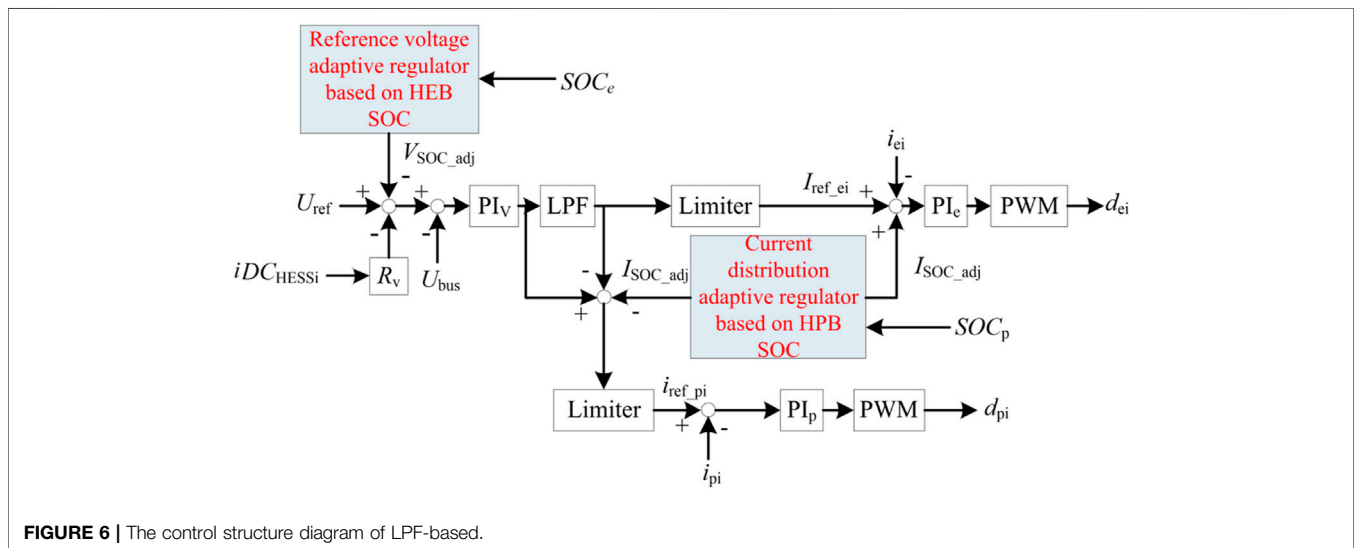 Reference voltage
adaptive regulator
based on HEB
SOC
SOCe
VSOC_adj
iei
+
-
-
Uref
+
-
+
-
PIV
LPF
Limiter
Iref_ei
+
+
PIe
PWM
dei
iDCHESSi
Rv
Ubus
-
+
-
ISOC_adj
Current
distribution
adaptive regulator
based on HPB
SOC
ISOC_adj
SOCp
Limiter
iref_pi
+
-
PIp
PWM
dpi
ipi
FIGURE 6 | The control structure diagram of LPF-based.